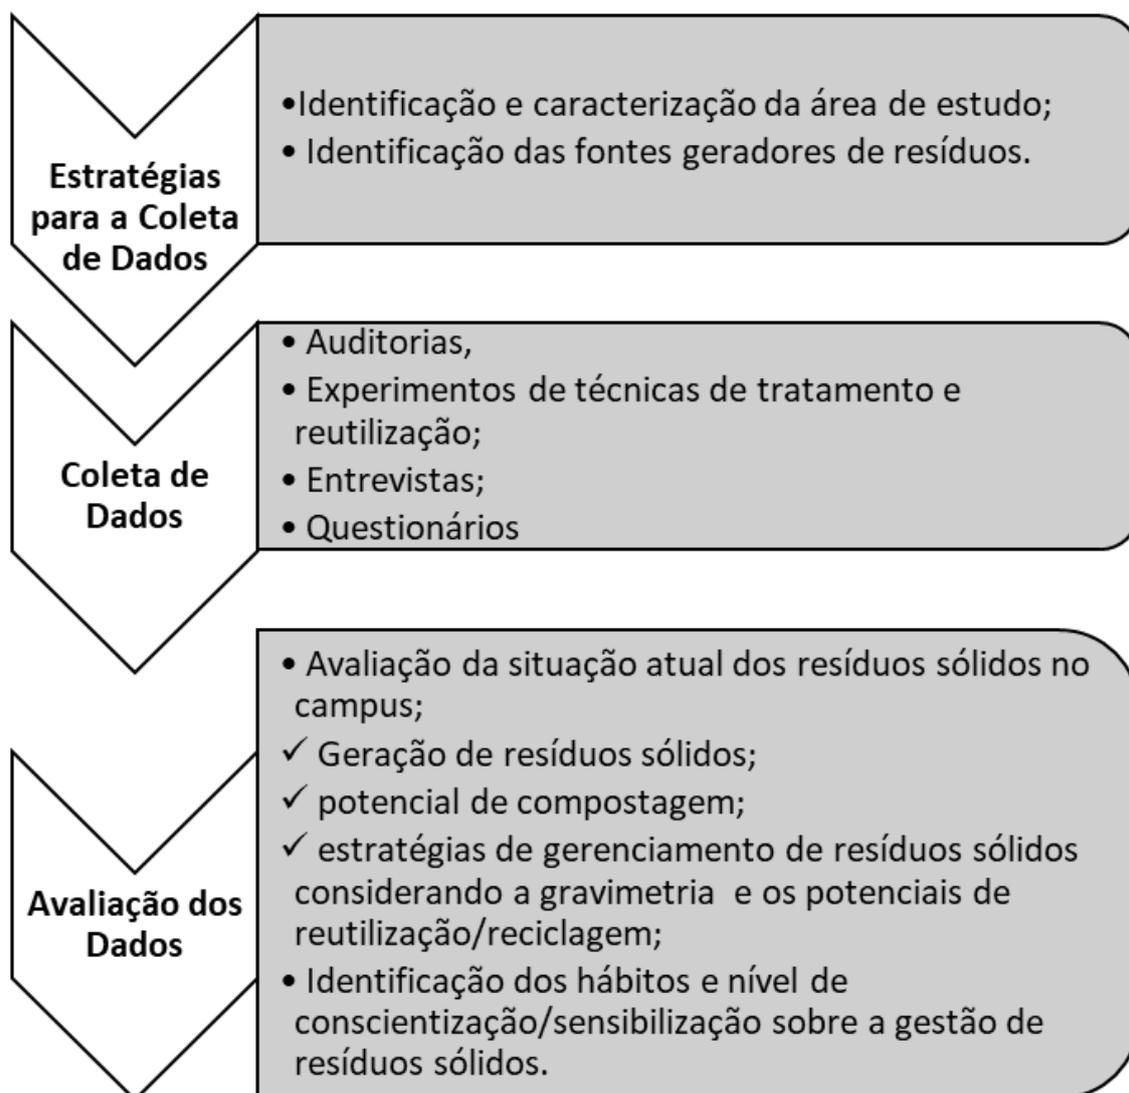 Estratégias
para a Coleta
de Dados
•Identificação e caracterização da área de estudo;
• Identificação das fontes geradores de resíduos.
Coleta de
Dados
• Auditorias,
• Experimentos de técnicas de tratamento e
reutilização;
• Entrevistas;
• Questionários
Avaliação dos
Dados
• Avaliação da situação atual dos resíduos sólidos no
campus;
✓ Geração de resíduos sólidos;
✓ potencial de compostagem;
✓ estratégias de gerenciamento de resíduos sólidos
considerando a gravimetria e os potenciais de
reutilização/reciclagem;
• Identificação dos hábitos e nível de
conscientização/sensibilização sobre a gestão de
resíduos sólidos.